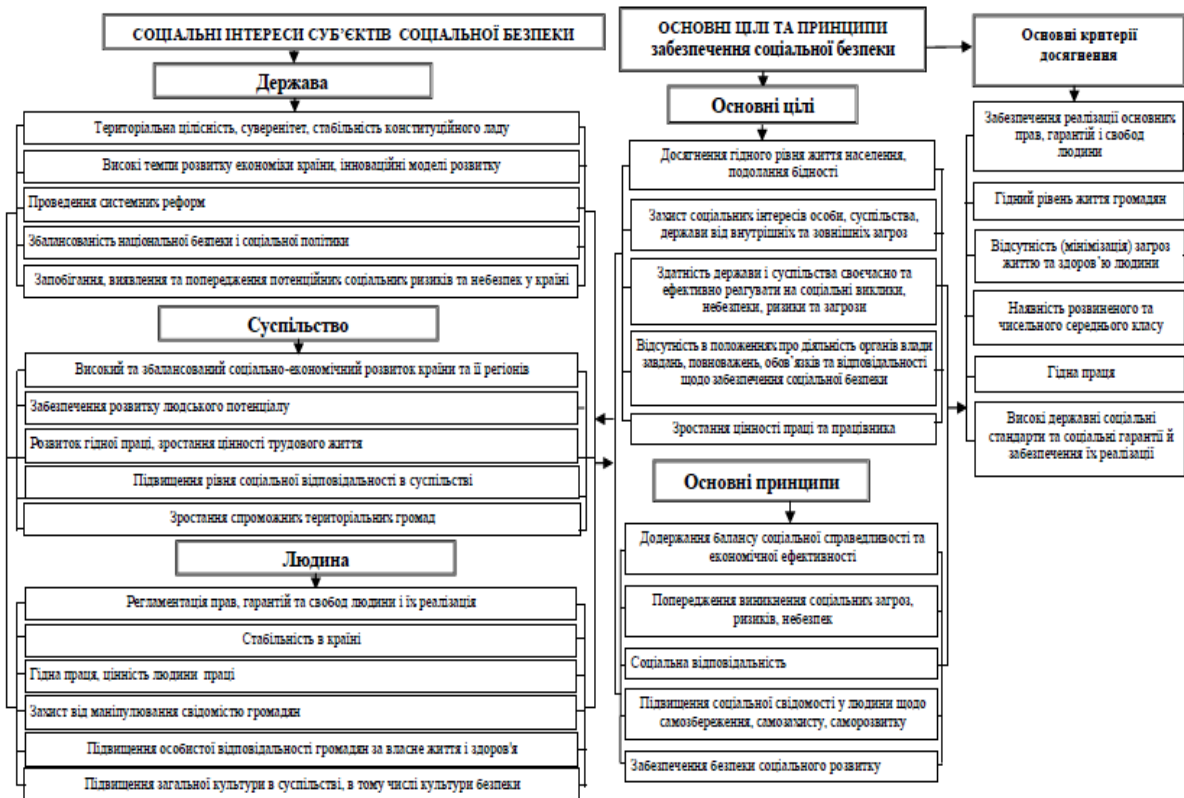 СОЦІАЛЬНІ ІНТЕРЕСИ СУБ’ЄКТІВ СОЦІАЛЬНОЇ БЕЗПЕКИ
Держава
Територіальна цілісність, суверенітет, стабільність конституційного ладу
Високі темпи розвитку економіки країни, інноваційні моделі розвитку
Проведення системних реформ
Збалансованість національної безпеки і соціальної політики
Запобігання, виявлення та попередження потенційних соціальних ризиків та небезпек у країні
Суспільство
Високий та збалансований соціально-економічний розвиток країни та її регіонів
Забезпечення розвитку людського потенціалу
Розвиток гідної праці, зростання цінності трудового життя
Підвищення рівня соціальної відповідальності в суспільстві
Зростання спроможних територіальних громад
Людина
Регламентація прав, гарантій та свобод людини і їх реалізація
Стабільність в країні
Гідна праця, цінність людини праці
Захист від маніпулювання свідомістю громадян
Підвищення особистої відповідальності громадян за власне життя і здоров'я
Підвищення загальної культури в суспільстві, в тому числі культури безпеки
ОСНОВНІ ЦІЛІ ТА ПРИНЦИПИ
забезпечення соціальної безпеки
Основні цілі
Досягнення гідного рівня життя населення,
подолання бідності
Захист соціальних інтересів особи, суспільства,
держави від внутрішніх та зовнішніх загроз
Здатність держави і суспільства своєчасно та
ефективно реагувати на соціальні виклики,
небезпеки, ризики та загрози
Відсутність в положеннях про діяльність органів влади
завдань, повноважень, обов’язків та відповідальності
щодо забезпечення соціальної безпеки
Зростання цінності праці та працівника
Основні принципи
Додержання балансу соціальної справедливості та
економічної ефективності
Попередження виникнення соціальних загроз,
ризиків, небезпек
Соціальна відповідальність
Підвищення соціальної свідомості у людини щодо
самозбереження, самозахисту, саморозвитку
Забезпечення безпеки соціального розвитку
Основні критерії
досягнення
Забезпечення реалізації основних
прав, гарантій і свобод
людини
Гідний рівень життя громадян
Відсутність (мінімізація) загроз
життю та здоров’ю людини
Наявність розвиненого та
чисельного середнього класу
Гідна праця
Високі державні соціальні
стандарти та соціальні гарантії й
забезпечення їх реалізації